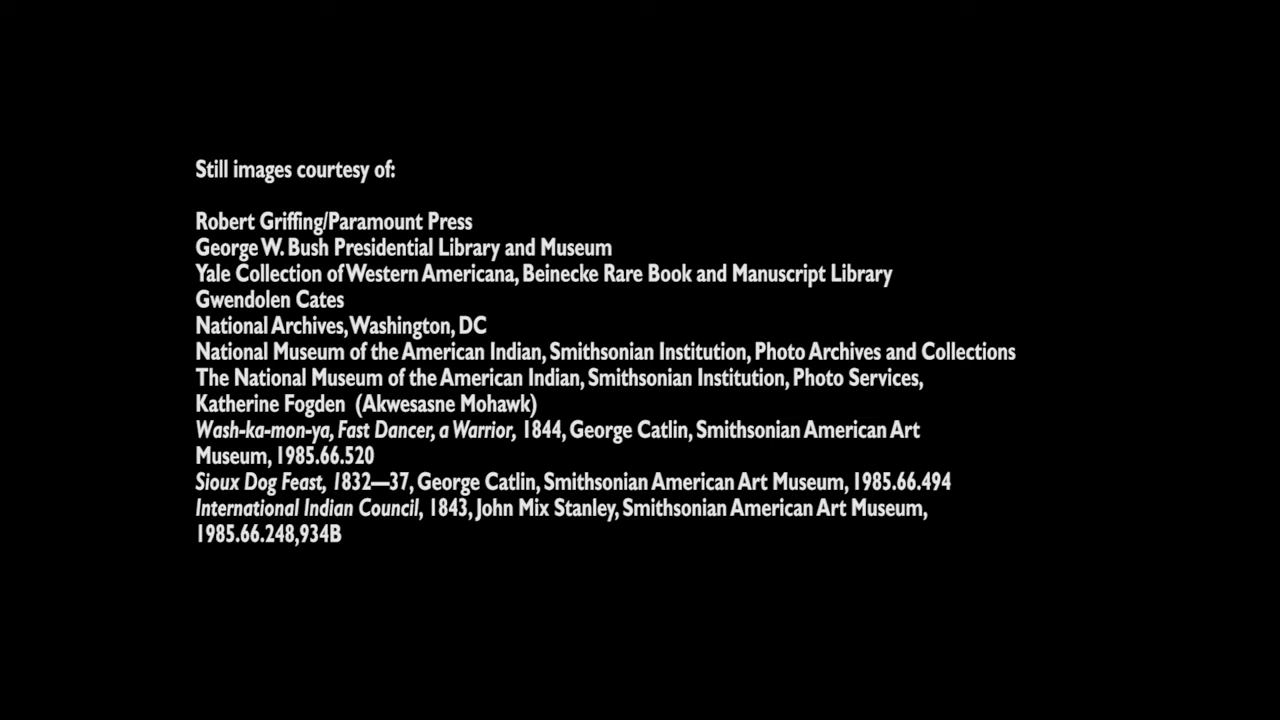 Still images courtesy of:
Robert Griffing/Paramount Press
George W. Bush Presidential Library and Museum
Yale Collection of Western Americana, Beinecke Rare Book and Manuscript Library
Gwendolen Cates
National Archives, Washington, DC
National Museum of the American Indian, Smithsonian Institution, Photo Archives and Collections
The National Museum of the American Indian, Smithsonian Institution, Photo Services,
Katherine Fogden  (Akwesasne Mohawk)
Wash-ka-mon-ya, Fast Dancer, a Warrior, 1844, George Catlin, Smithsonian American Art
Museum, 1985.66.520
Sioux Dog Feast, 1832—37, George Catlin, Smithsonian American Art Museum, 1985.66.494
International Indian Council, 1843, John Mix Stanley, Smithsonian American Art Museum,
1985.66.248,934B